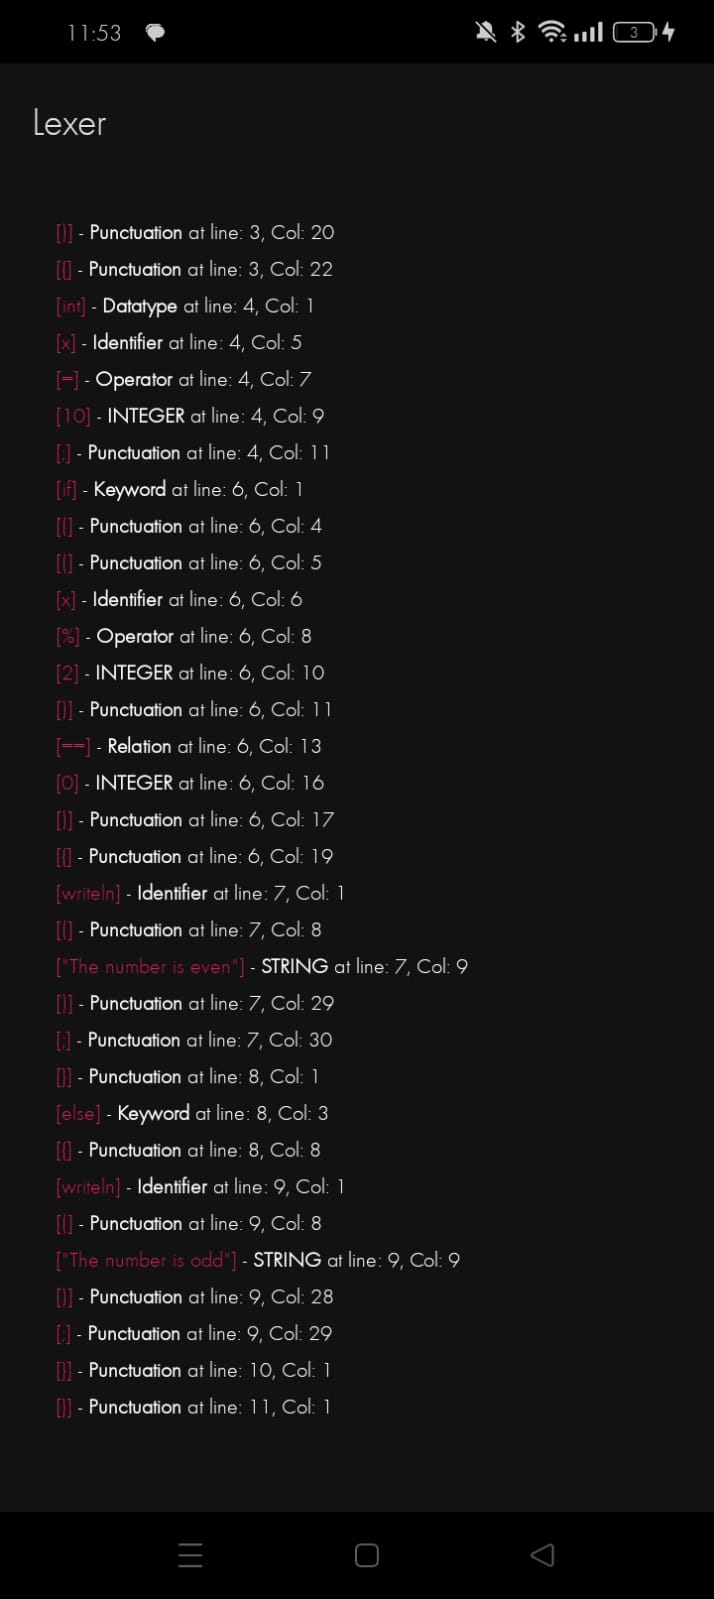 11:53
3
Lexer
[)] - Punctuation at line: 3, Col: 20
[{] - Punctuation at line: 3, Col: 22
[int] - Datatype at line: 4, Col: 1
[x] - Identifier at line: 4, Col: 5
[=] - Operator at line: 4, Col: 7
[10] - INTEGER at line: 4, Col: 9
[;] - Punctuation at line: 4, Col: 11
[if] - Keyword at line: 6, Col: 1
[(] - Punctuation at line: 6, Col: 4
[(] - Punctuation at line: 6, Col: 5
[x] - Identifier at line: 6, Col: 6
[%] - Operator at line: 6, Col: 8
[2] - INTEGER at line: 6, Col: 10
[)] - Punctuation at line: 6, Col: 11
[==] - Relation at line: 6, Col: 13
[0] - INTEGER at line: 6, Col: 16
[)] - Punctuation at line: 6, Col: 17
[{] - Punctuation at line: 6, Col: 19
[writeln] - Identifier at line: 7, Col: 1
[(] - Punctuation at line: 7, Col: 8
["The number is even"] - STRING at line: 7, Col: 9
[)] - Punctuation at line: 7, Col: 29
[;] - Punctuation at line: 7, Col: 30
[}] - Punctuation at line: 8, Col: 1
[else] - Keyword at line: 8, Col: 3
[{] - Punctuation at line: 8, Col: 8
[writeln] - Identifier at line: 9, Col: 1
[(] - Punctuation at line: 9, Col: 8
["The number is odd"] - STRING at line: 9, Col: 9
[)] - Punctuation at line: 9, Col: 28
[;] - Punctuation at line: 9, Col: 29
[}] - Punctuation at line: 10, Col: 1
[}] - Punctuation at line: 11, Col: 1